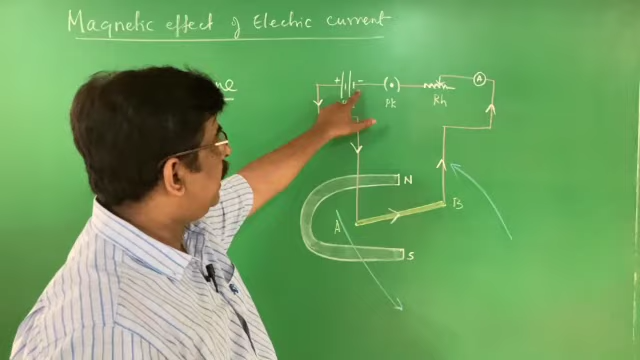 Magnetic effect of Electric current
+ -
( • ) PK
Rh
A
N
A
B
S